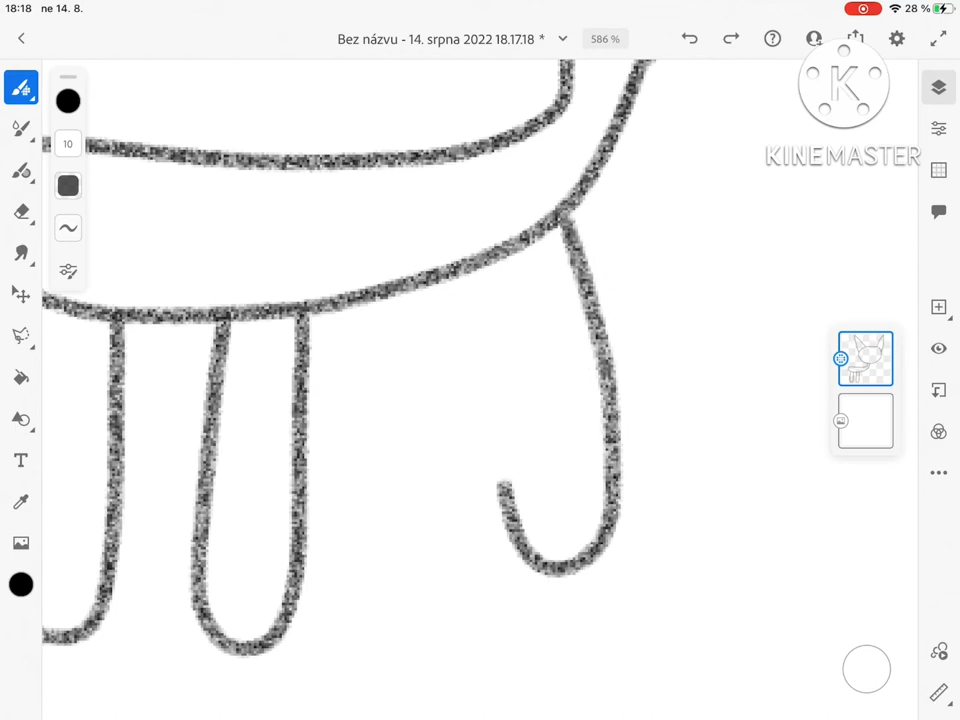 18:18 ne 14. 8.
28 %
Bez názvu - 14. srpna 2022 18.17.18 *
586 %
10
K
KINEMASTER
T